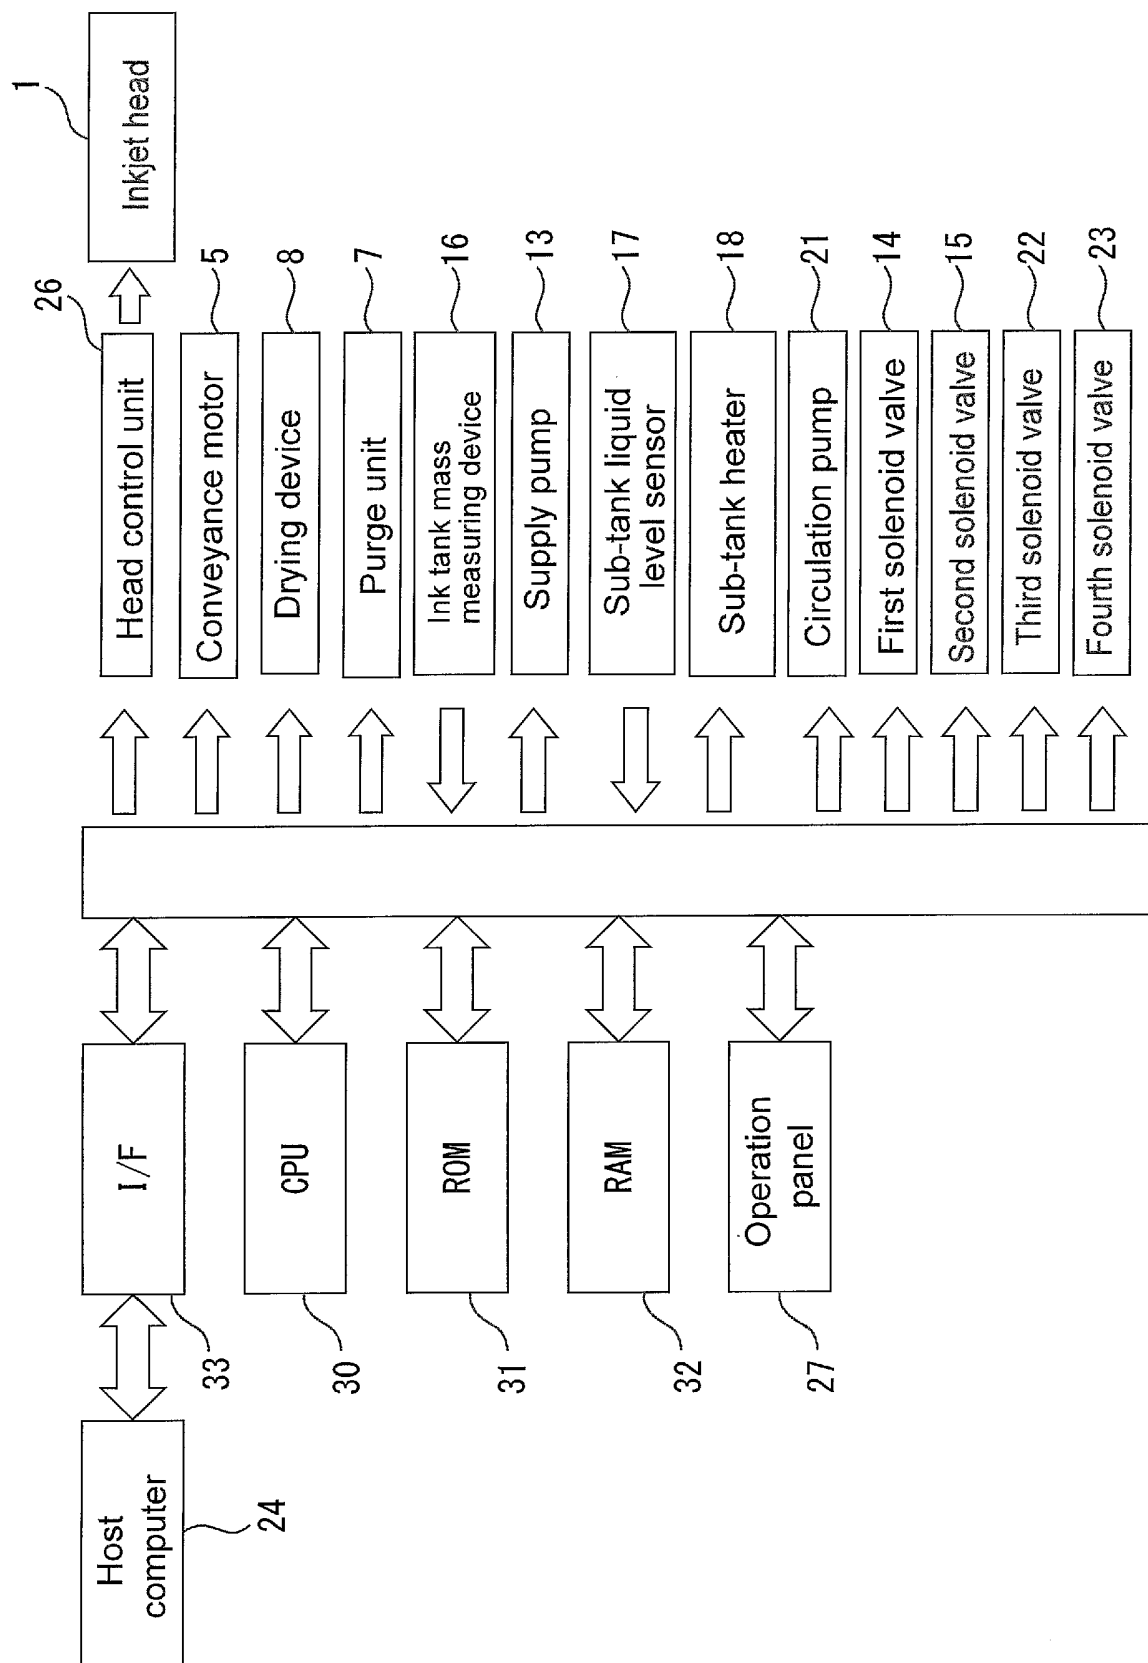 Host
computer
24
I/F
33
CPU
30
ROM
31
RAM
32
Operation
panel
27
Head control unit
26
Inkjet head
1
Conveyance motor
5
Drying device
8
Purge unit
7
Ink tank mass
measuring device
16
Supply pump
13
Sub-tank liquid
level sensor
17
Sub-tank heater
18
Circulation pump
21
First solenoid valve
14
Second solenoid valve
15
Third solenoid valve
22
Fourth solenoid valve
23